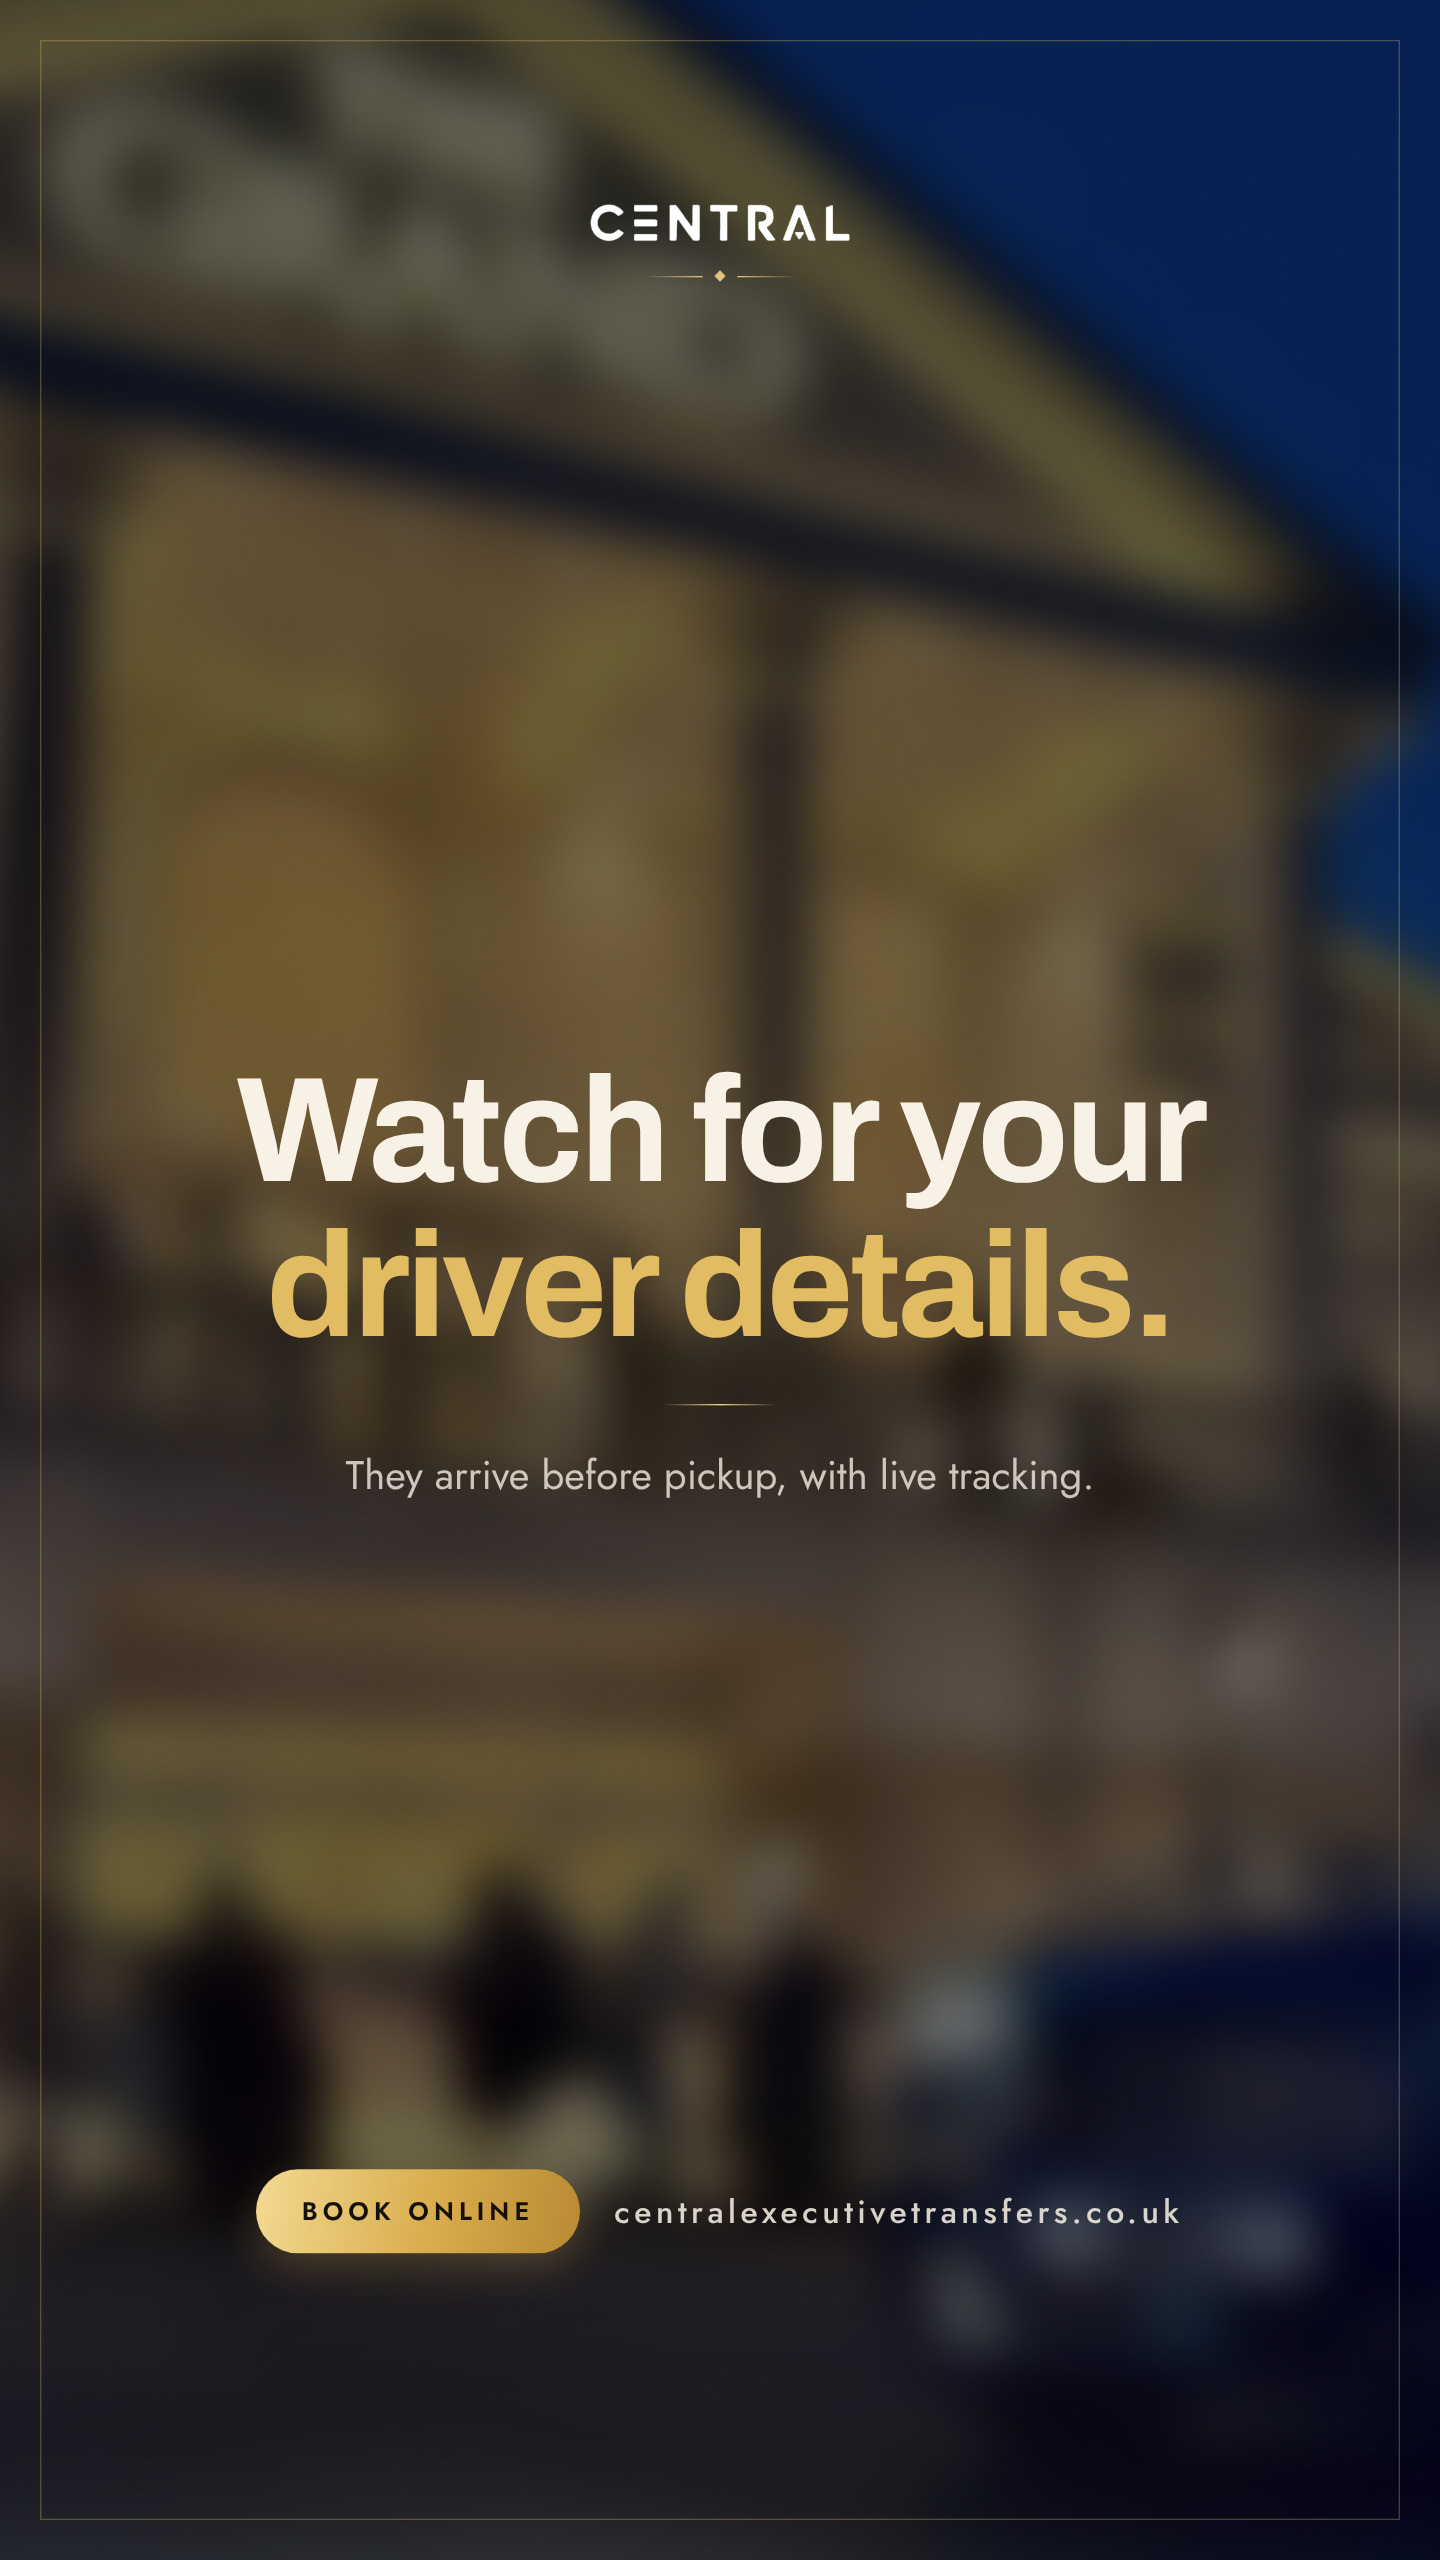 CENTRAL
Watch for your
driver details.
They arrive before pickup, with live tracking.
BOOK ONLINE
centralexecutivetransfers.co.uk